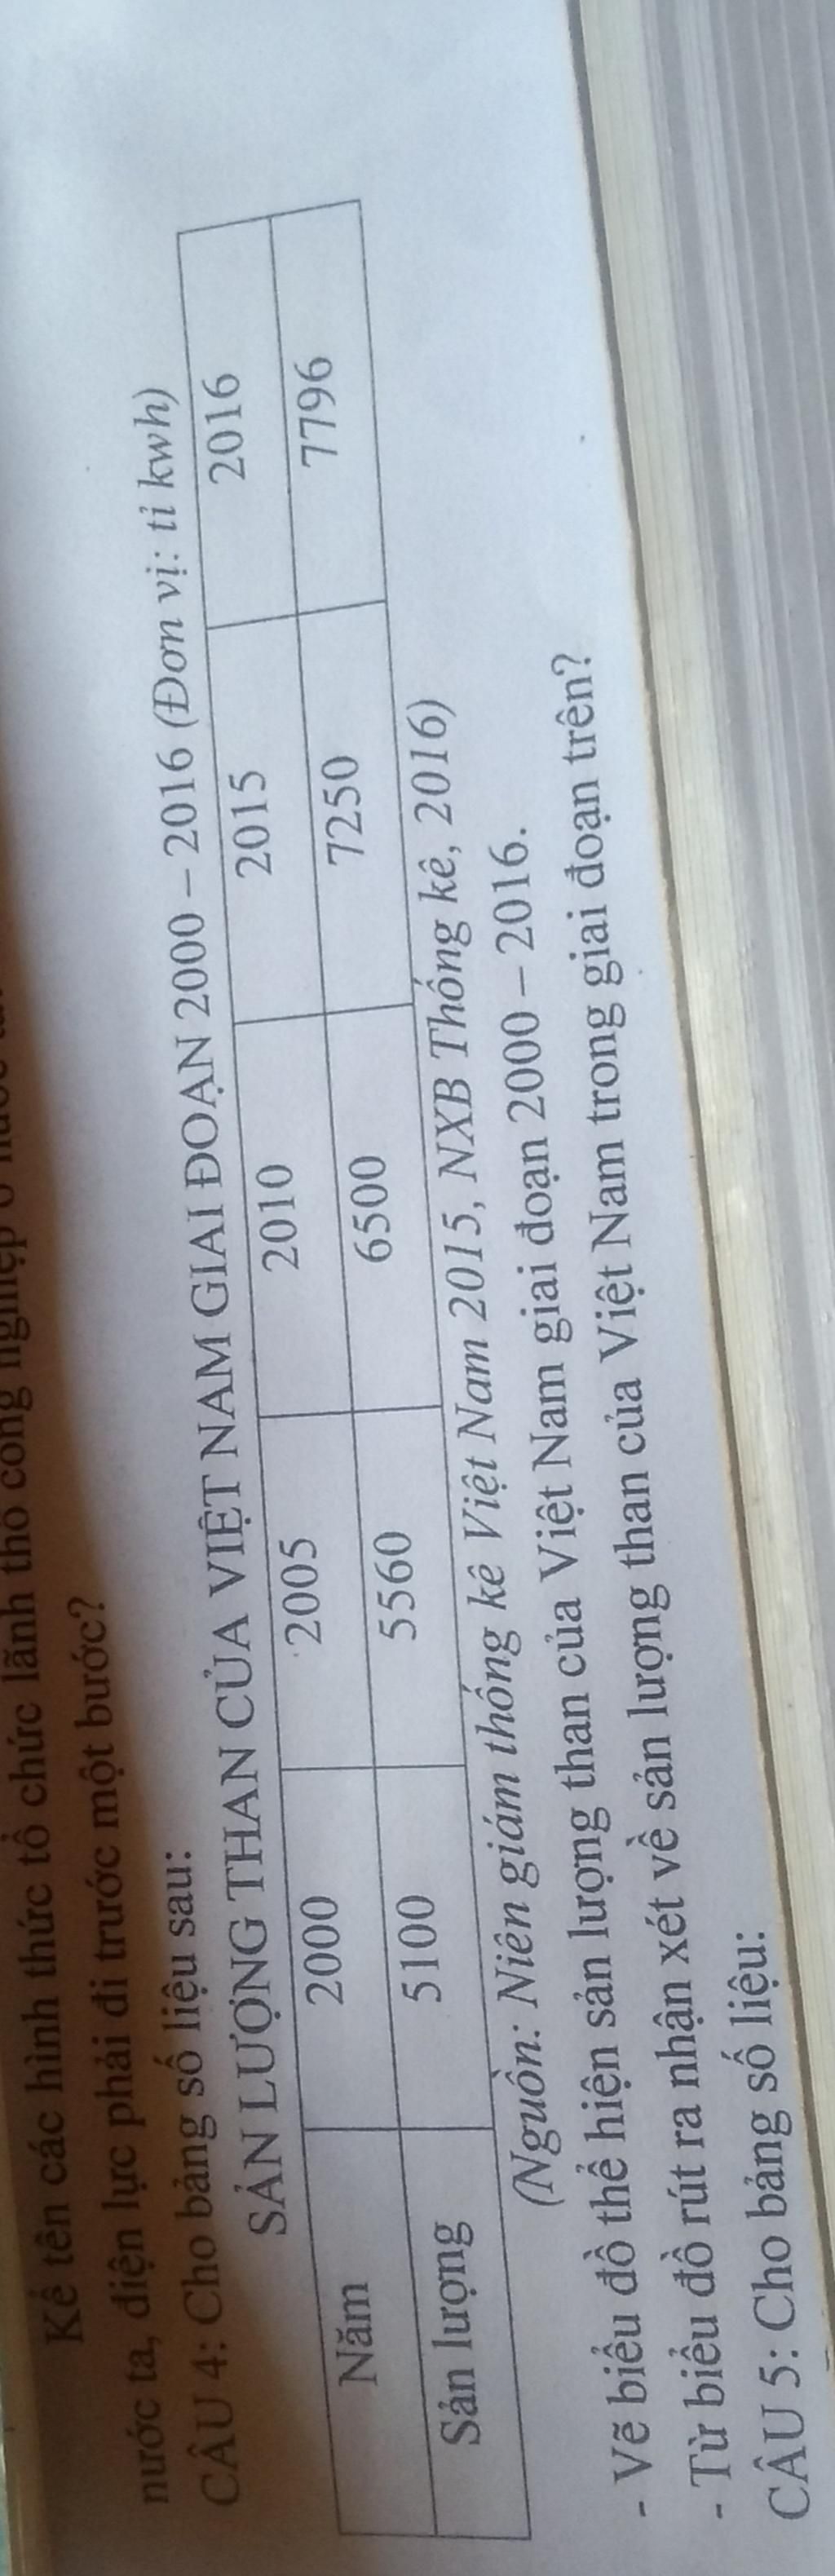 Kể tên các hình thức tổ chức lãnh thổ công nghiệp ở nước
nước ta, điện lực phải đi trước một bước?
CÂU 4: Cho bảng số liệu sau:
SẢN LƯỢNG THAN CỦA VIỆT NAM GIAI ĐOẠN 2000 – 2016 (Đơn vị: tỉ kwh)
Năm 2000 2005 2010 2015 2016
Sản lượng 5100 5560 6500 7250 7796
(Nguồn: Niên giám thống kê Việt Nam 2015, NXB Thống kê, 2016)
- Vẽ biểu đồ thể hiện sản lượng than của Việt Nam giai đoạn 2000 – 2016.
- Từ biểu đồ rút ra nhận xét về sản lượng than của Việt Nam trong giai đoạn trên?
CÂU 5: Cho bảng số liệu: